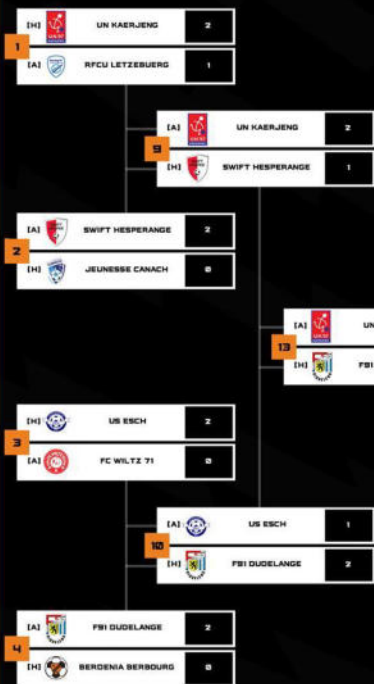 [H] UN KAERJENG 2
1
[A] RFCU LETZEBUERG 1
[A] UN KAERJENG 2
9
[H] SWIFT HESPERANGE 1
[A] SWIFT HESPERANGE 2
2
[H] JEUNESSE CANACH 0
[A] UN
13
[H] F91
[H] US ESCH 2
3
[A] FC WILTZ 71 0
[A] US ESCH 1
10
[H] F91 DUDELANGE 2
[A] F91 DUDELANGE 2
4
[H] BERDENIA BERBOURG 0